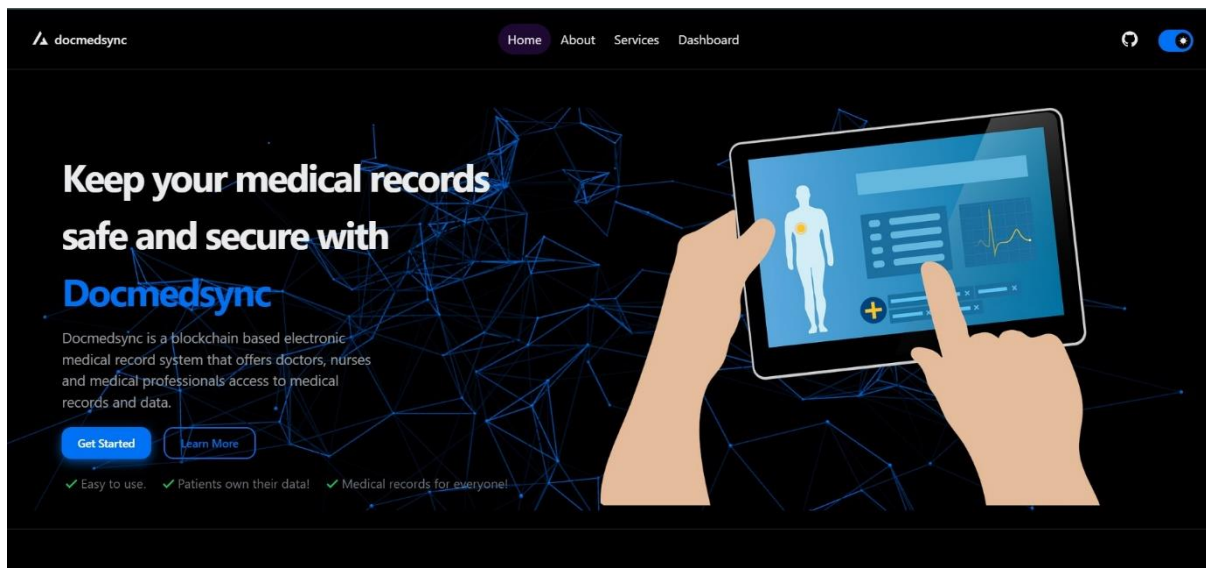 docmedsync
Home About Services Dashboard
Keep your medical records
safe and secure with
Docmedsync
Docmedsync is a blockchain based electronic
medical record system that offers doctors, nurses
and medical professionals access to medical
records and data.
Get Started Learn More
Easy to use. Patients own their data! Medical records for everyone!